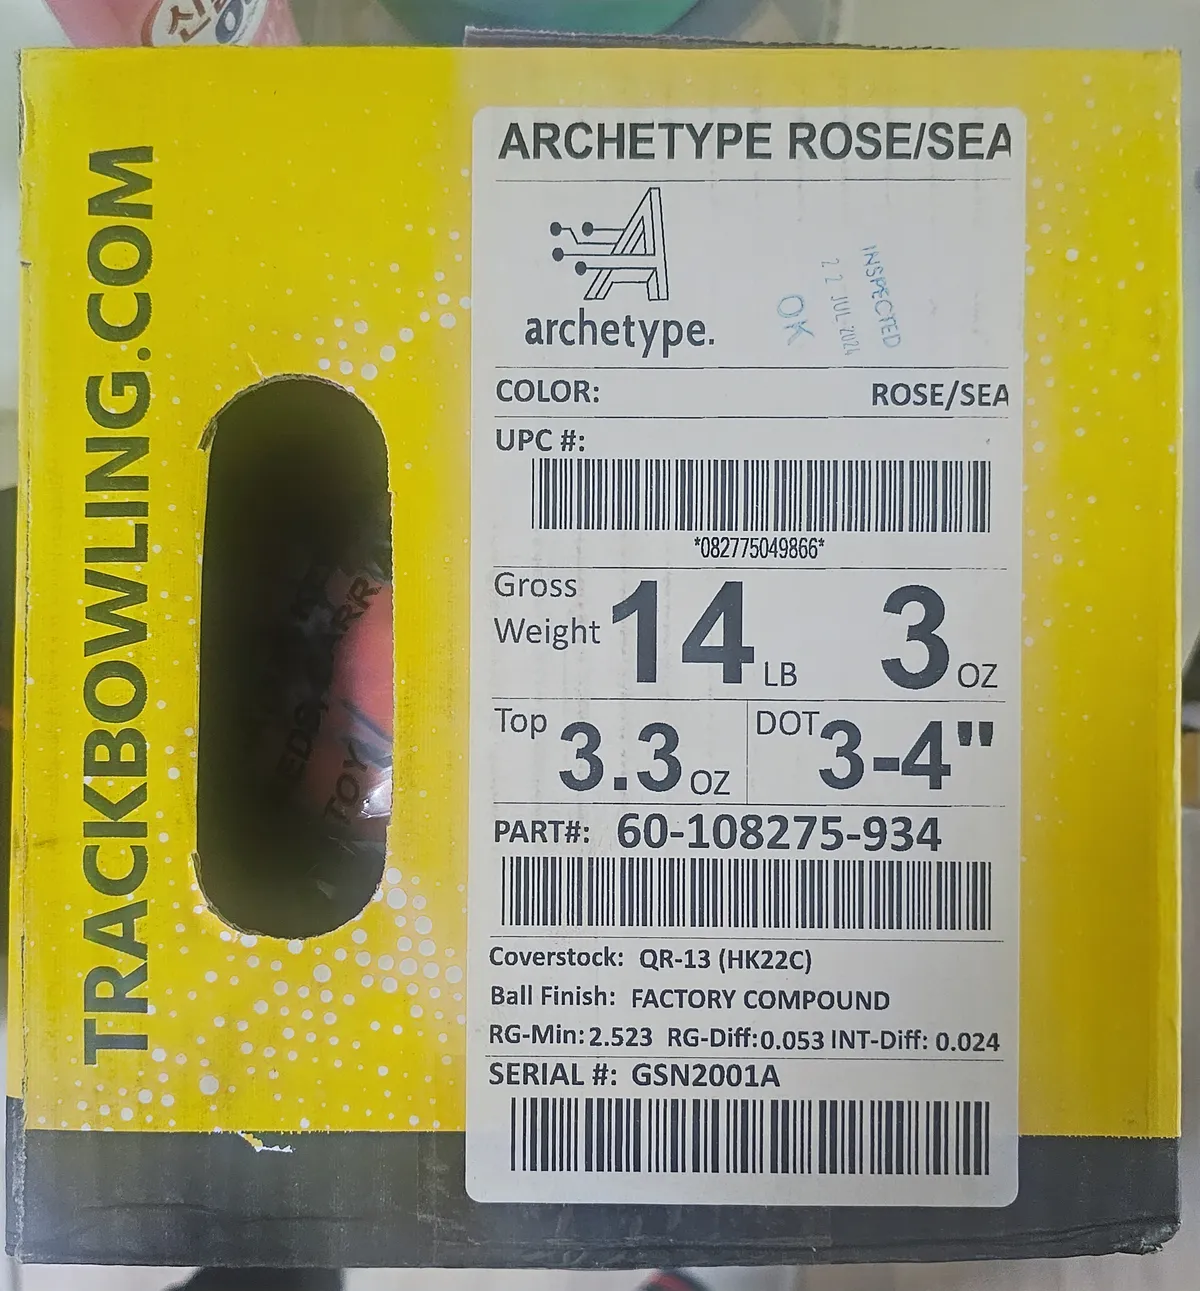 신
TRACKBOWLING.COM
ARCHETYPE ROSE/SEA
archetype.
OK
22 JUL 2024
INSPECTED
COLOR: ROSE/SEA
UPC #:
*082775049866*
Gross
Weight 14 LB 3 OZ
Top 3.3 OZ DOT 3-4"
PART#: 60-108275-934
Coverstock: QR-13 (HK22C)
Ball Finish: FACTORY COMPOUND
RG-Min: 2.523 RG-Diff: 0.053 INT-Diff: 0.024
SERIAL #: GSN2001A